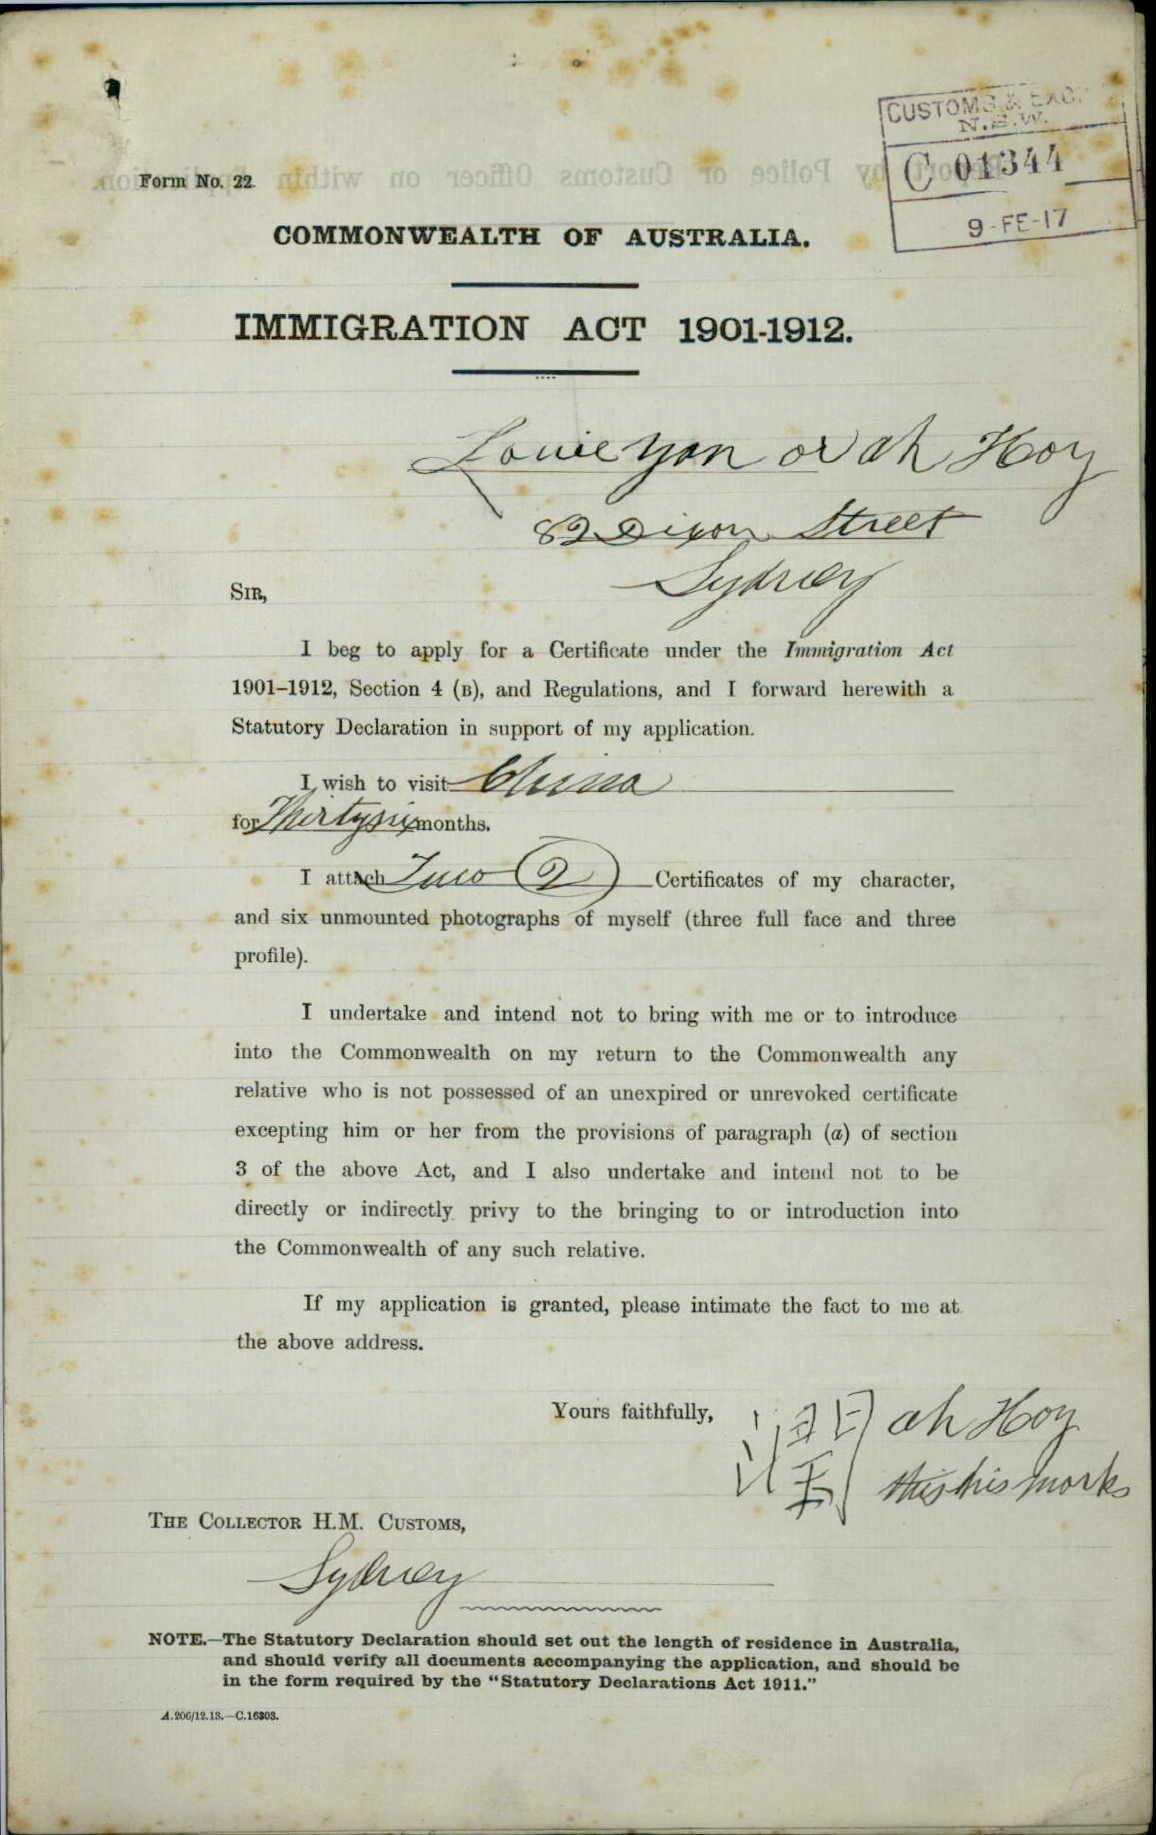 CUSTOMS & EXC.
N.S.W.
C 01344
9-FE-17
Report by Police or Customs Officer on within Application.
Form No. 22.
COMMONWEALTH OF AUSTRALIA.
IMMIGRATION ACT 1901-1912.
Louie Yon or Ah Hoy
82 Dixon Street
Sydney
SIR,
I beg to apply for a Certificate under the Immigration Act
1901–1912, Section 4 (B), and Regulations, and I forward herewith a
Statutory Declaration in support of my application.
I wish to visit China
for Thirtysix months.
I attach Two (2) Certificates of my character,
and six unmounted photographs of myself (three full face and three
profile).
I undertake and intend not to bring with me or to introduce
into the Commonwealth on my return to the Commonwealth any
relative who is not possessed of an unexpired or unrevoked certificate
excepting him or her from the provisions of paragraph (a) of section
3 of the above Act, and I also undertake and intend not to be
directly or indirectly privy to the bringing to or introduction into
the Commonwealth of any such relative.
If my application is granted, please intimate the fact to me at
the above address.
Yours faithfully,
Ah Hoy
this his marks
THE COLLECTOR H.M. CUSTOMS,
Sydney
NOTE.—The Statutory Declaration should set out the length of residence in Australia,
and should verify all documents accompanying the application, and should be
in the form required by the "Statutory Declarations Act 1911."
A.206/12.13.—C.16303.